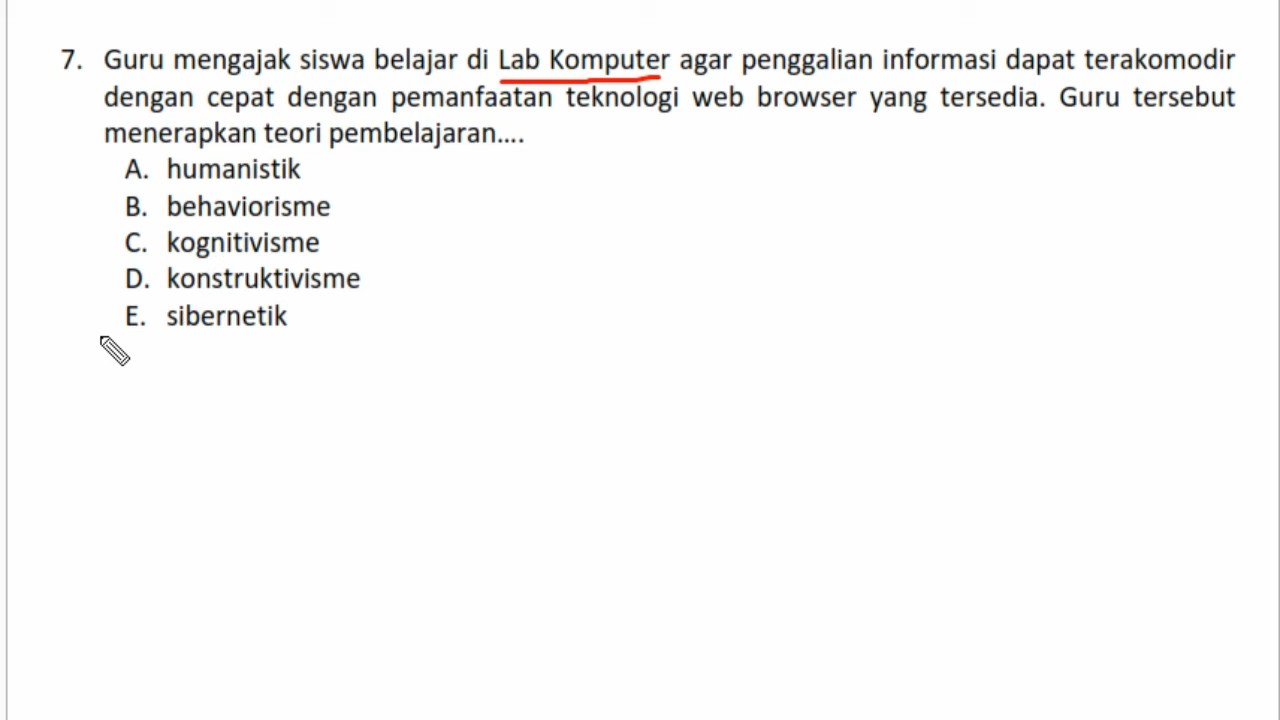 7. Guru mengajak siswa belajar di Lab Komputer agar penggalian informasi dapat terakomodir
dengan cepat dengan pemanfaatan teknologi web browser yang tersedia. Guru tersebut
menerapkan teori pembelajaran....
A. humanistik
B. behaviorisme
C. kognitivisme
D. konstruktivisme
E. sibernetik